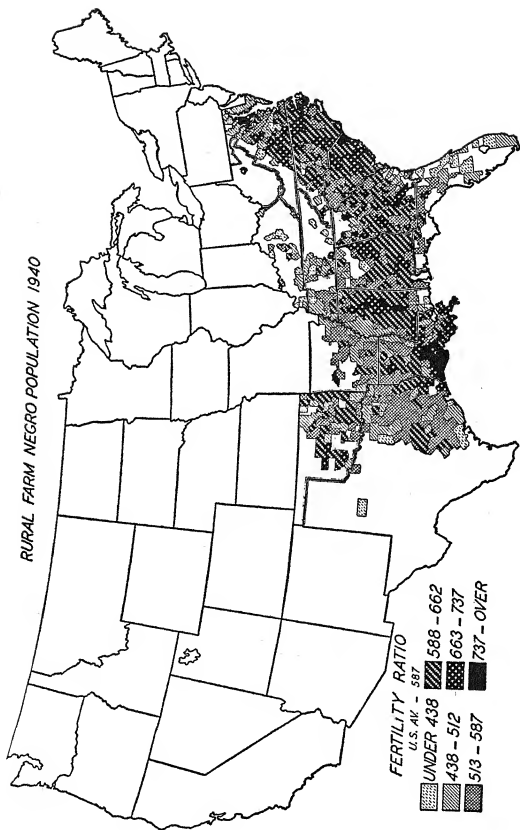 RURAL FARM NEGRO POPULATION 1940
FERTILITY RATIO
U.S. AV. - 587
UNDER 438
438 - 512
513 - 587
588 - 662
663 - 737
737 - OVER